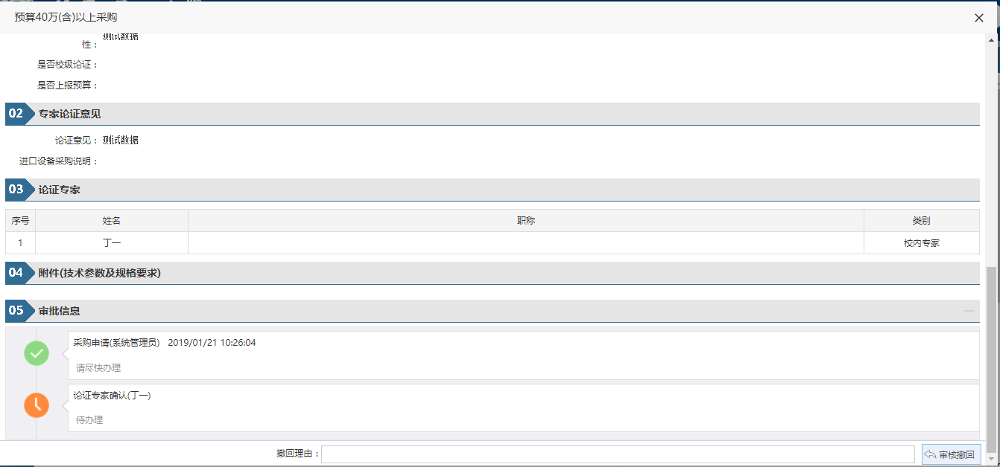 预算40万(含)以上采购
测试数据
性：
是否校级论证：
是否上报预算：
02 专家论证意见
论证意见： 测试数据
进口设备采购说明：
03 论证专家
序号 姓名 职称 类别
1 丁一 校内专家
04 附件(技术参数及规格要求)
05 审批信息
采购申请(系统管理员) 2019/01/21 10:26:04
请尽快办理
论证专家确认(丁一)
待办理
撤回理由： 审核撤回